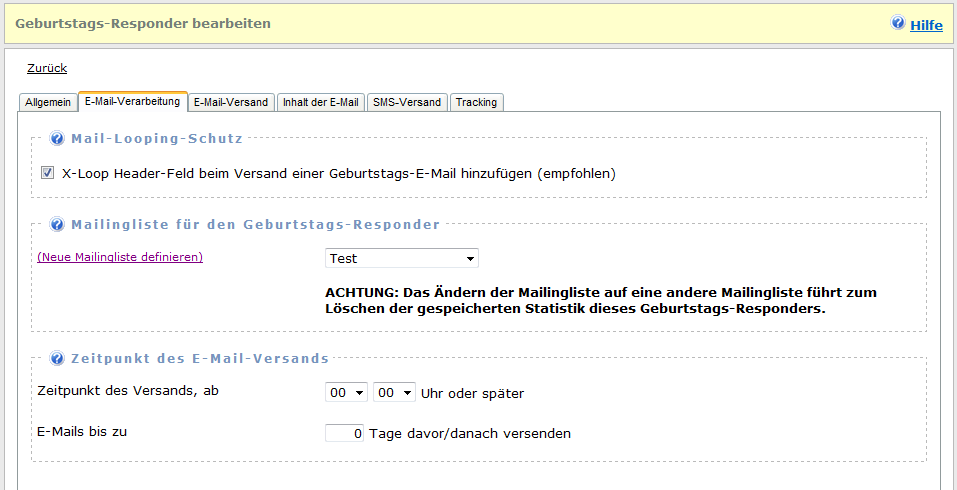 Geburtstags-Responder bearbeiten
Hilfe
Zurück
Allgemein E-Mail-Verarbeitung E-Mail-Versand Inhalt der E-Mail SMS-Versand Tracking
Mail-Looping-Schutz
X-Loop Header-Feld beim Versand einer Geburtstags-E-Mail hinzufügen (empfohlen)
Mailingliste für den Geburtstags-Responder
(Neue Mailingliste definieren) Test
ACHTUNG: Das Ändern der Mailingliste auf eine andere Mailingliste führt zum
Löschen der gespeicherten Statistik dieses Geburtstags-Responders.
Zeitpunkt des E-Mail-Versands
Zeitpunkt des Versands, ab 00 00 Uhr oder später
E-Mails bis zu 0 Tage davor/danach versenden